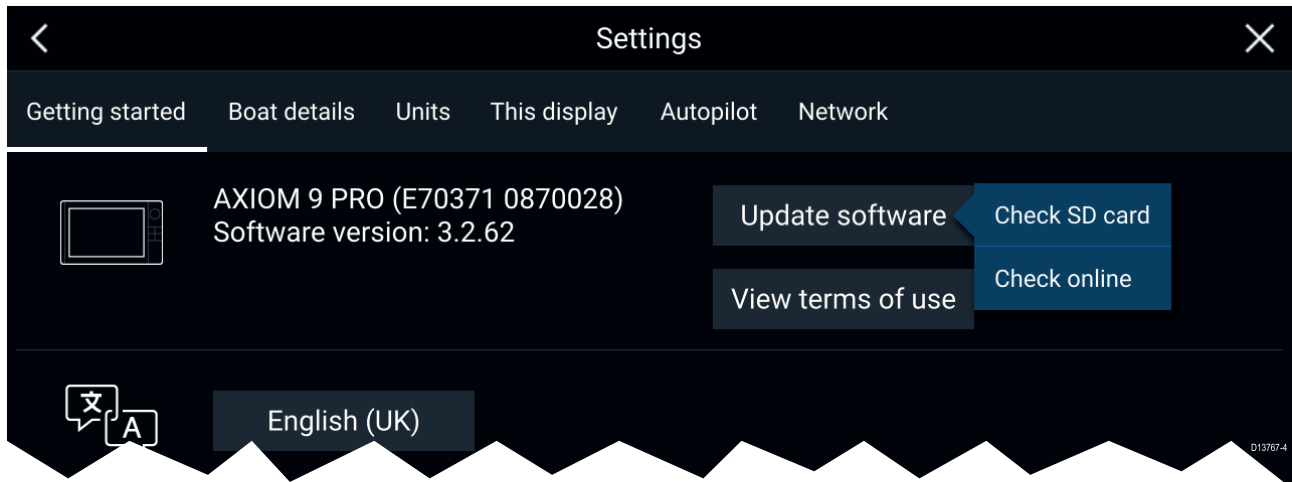 Settings
Getting started Boat details Units This display Autopilot Network
AXIOM 9 PRO (E70371 0870028)
Software version: 3.2.62
Update software
Check SD card
Check online
View terms of use
文
A
English (UK)
D13767-4